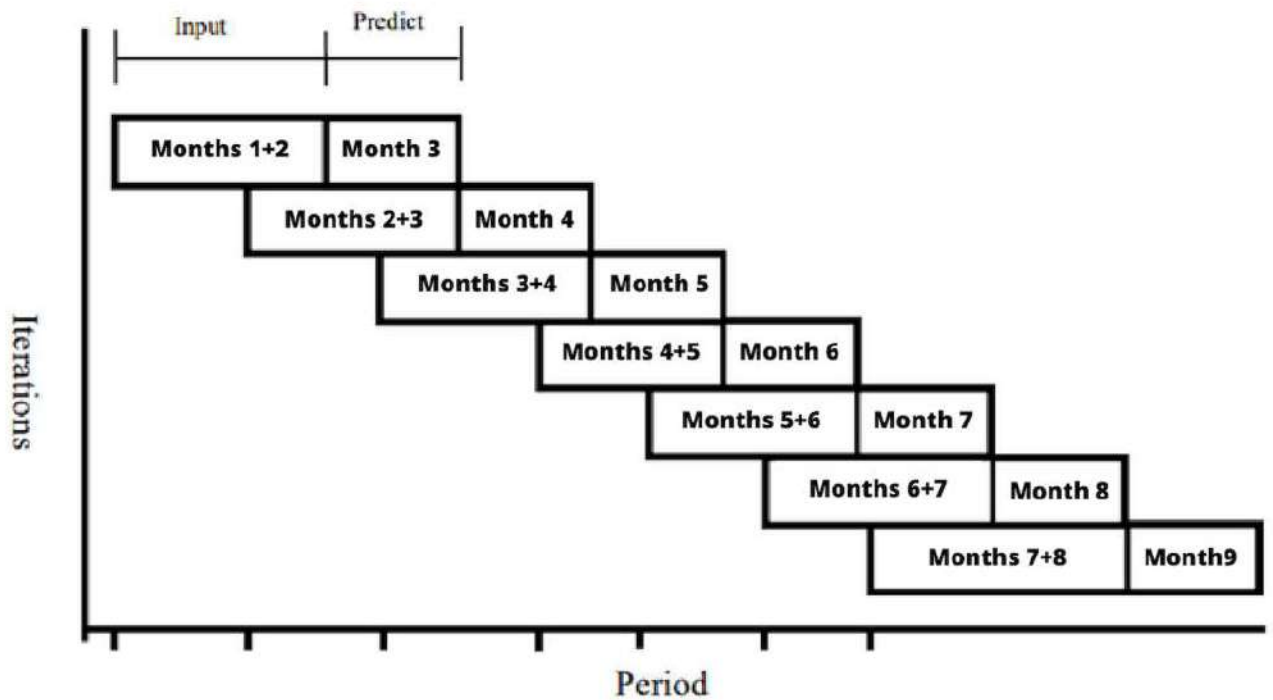 Input
Predict
Months 1+2
Month 3
Months 2+3
Month 4
Months 3+4
Month 5
Months 4+5
Month 6
Months 5+6
Month 7
Months 6+7
Month 8
Months 7+8
Month9
Iterations
Period